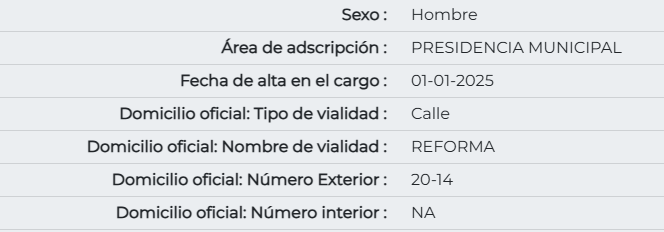 Sexo : Hombre
Área de adscripción : PRESIDENCIA MUNICIPAL
Fecha de alta en el cargo : 01-01-2025
Domicilio oficial: Tipo de vialidad : Calle
Domicilio oficial: Nombre de vialidad : REFORMA
Domicilio oficial: Número Exterior : 20-14
Domicilio oficial: Número interior : NA